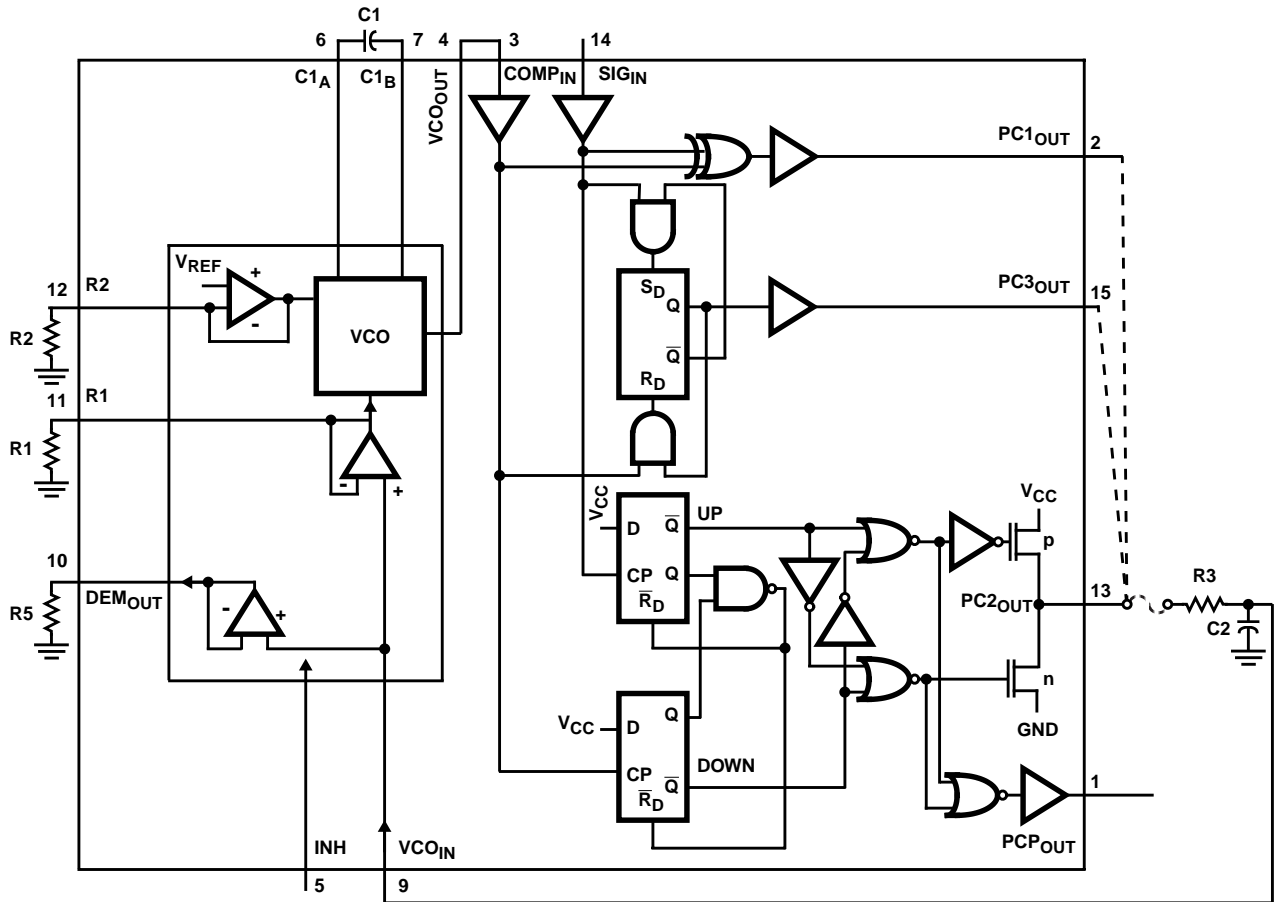 C1
6 7 4 3 14
C1A C1B VCOOUT COMPIN SIGIN
PC1OUT 2
VREF
+
-
12 R2
R2
VCO
SD
Q
Q
RD
PC3OUT
15
11 R1
R1
-
+
VCC
D Q UP
CP Q
RD
VCC
p
10
DEMOUT
R5
-
+
PC2OUT
13
R3
C2
n
GND
VCC D Q
CP Q
RD
DOWN
1
PCPOUT
INH VCOIN
5 9